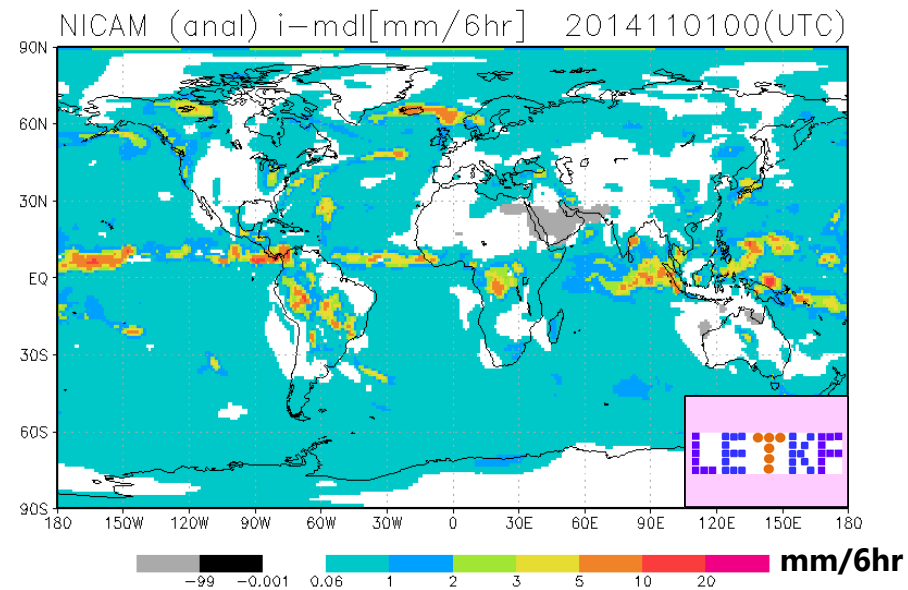 NICAM (anal) i-mdl[mm/6hr] 2014110100(UTC)
90N
60N
30N
EQ
30S
60S
90S
180 150W 120W 90W 60W 30W 0 30E 60E 90E 120E 150E 180
LETKF
-99 -0.001 0.06 1 2 3 5 10 20
mm/6hr